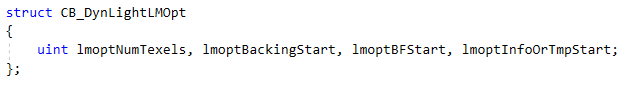 struct CB_DynLightLMOpt
{
uint lmoptNumTexels, lmoptBackingStart, lmoptBFStart, lmoptInfoOrTmpStart;
};